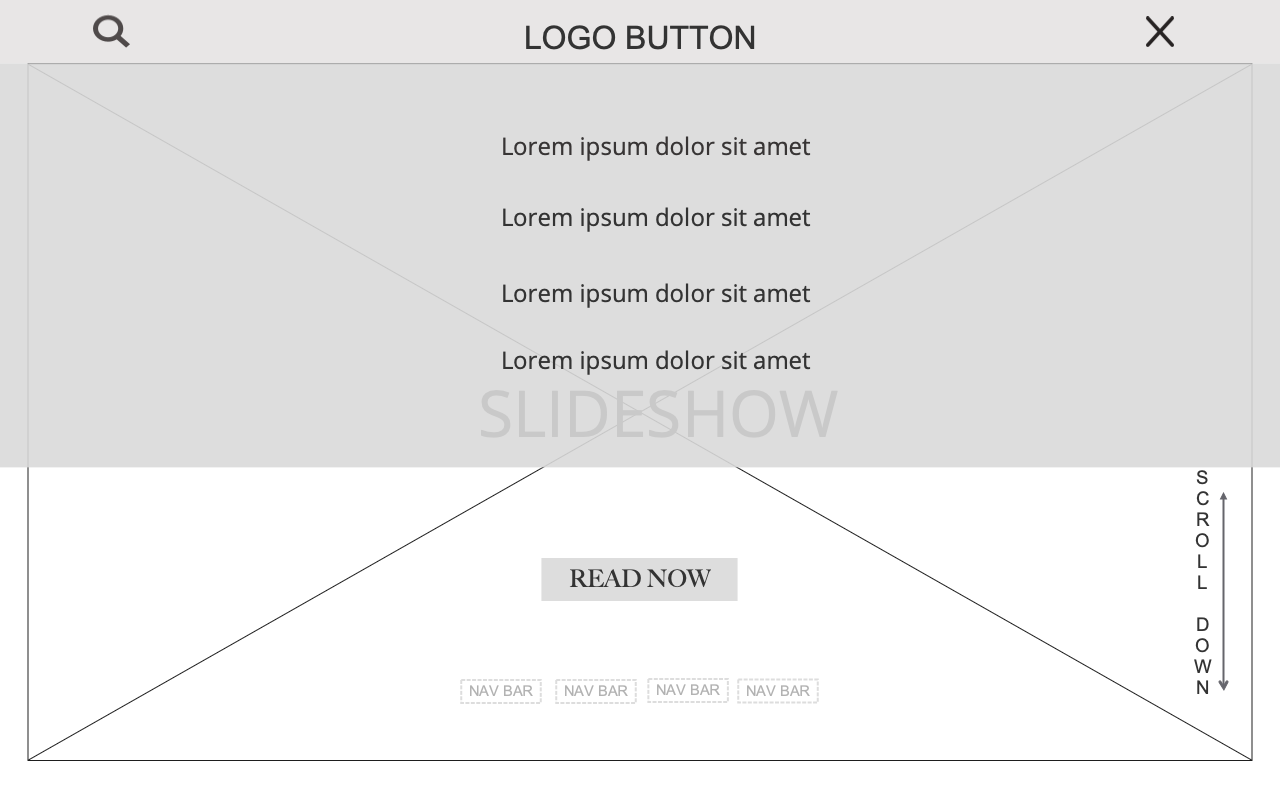 LOGO BUTTON
Lorem ipsum dolor sit amet
Lorem ipsum dolor sit amet
Lorem ipsum dolor sit amet
Lorem ipsum dolor sit amet
SLIDESHOW
SCROLL DOWN
READ NOW
NAV BAR NAV BAR NAV BAR NAV BAR